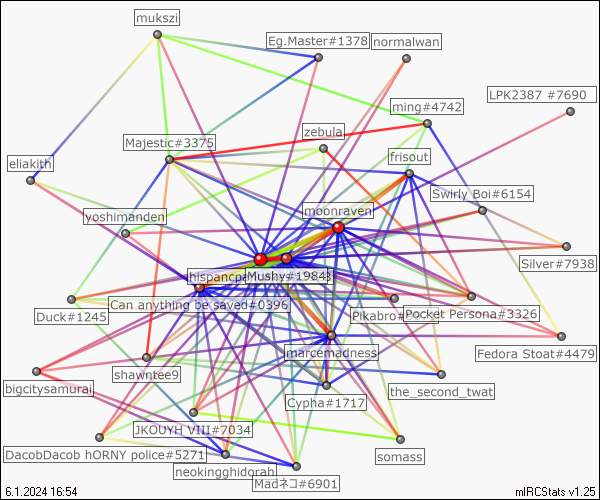 mukszi
Eg.Master#1378
normalwan
LPK2387 #7690
ming#4742
zebula
Majestic#3375
frisout
eliakith
Swirly Boi#6154
moonraven
yoshimanden
Silver#7938
Mushy#1984
Can anything be saved#0396
Duck#1245
Pocket Persona#3326
marcemadness
Fedora Stoat#4479
shawntee9
bigcitysamurai
the_second_twat
Cypha#1717
JKOUYH VIII#7034
DacobDacob hORNY police#5271
somass
neokingghidorah
Madネコ#6901
6.1.2024 16:54
mIRCStats v1.25